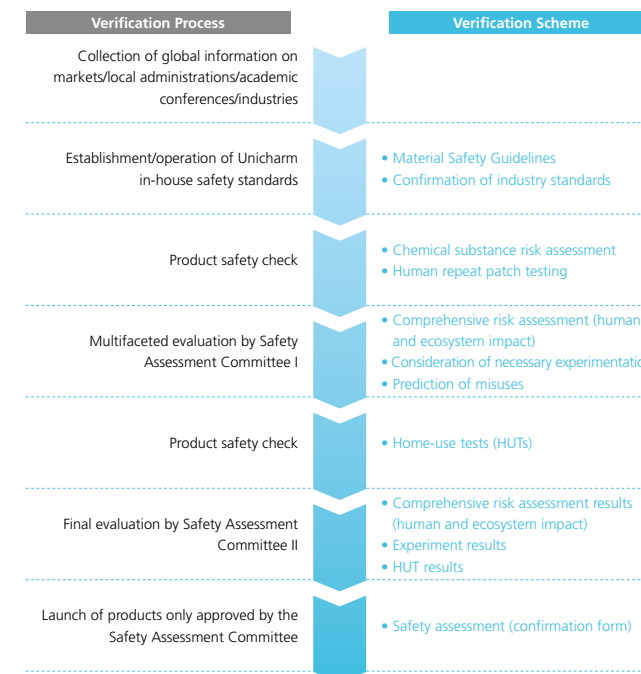 Verification Process
Verification Scheme
Collection of global information on
markets/local administrations/academic
conferences/industries
Establishment/operation of Unicharm
in-house safety standards
• Material Safety Guidelines
• Confirmation of industry standards
Product safety check
• Chemical substance risk assessment
• Human repeat patch testing
Multifaceted evaluation by Safety
Assessment Committee I
• Comprehensive risk assessment (human
and ecosystem impact)
• Consideration of necessary experimentatio
• Prediction of misuses
Product safety check
• Home-use tests (HUTs)
Final evaluation by Safety Assessment
Committee II
• Comprehensive risk assessment results
(human and ecosystem impact)
• Experiment results
• HUT results
Launch of products only approved by the
Safety Assessment Committee
• Safety assessment (confirmation form)